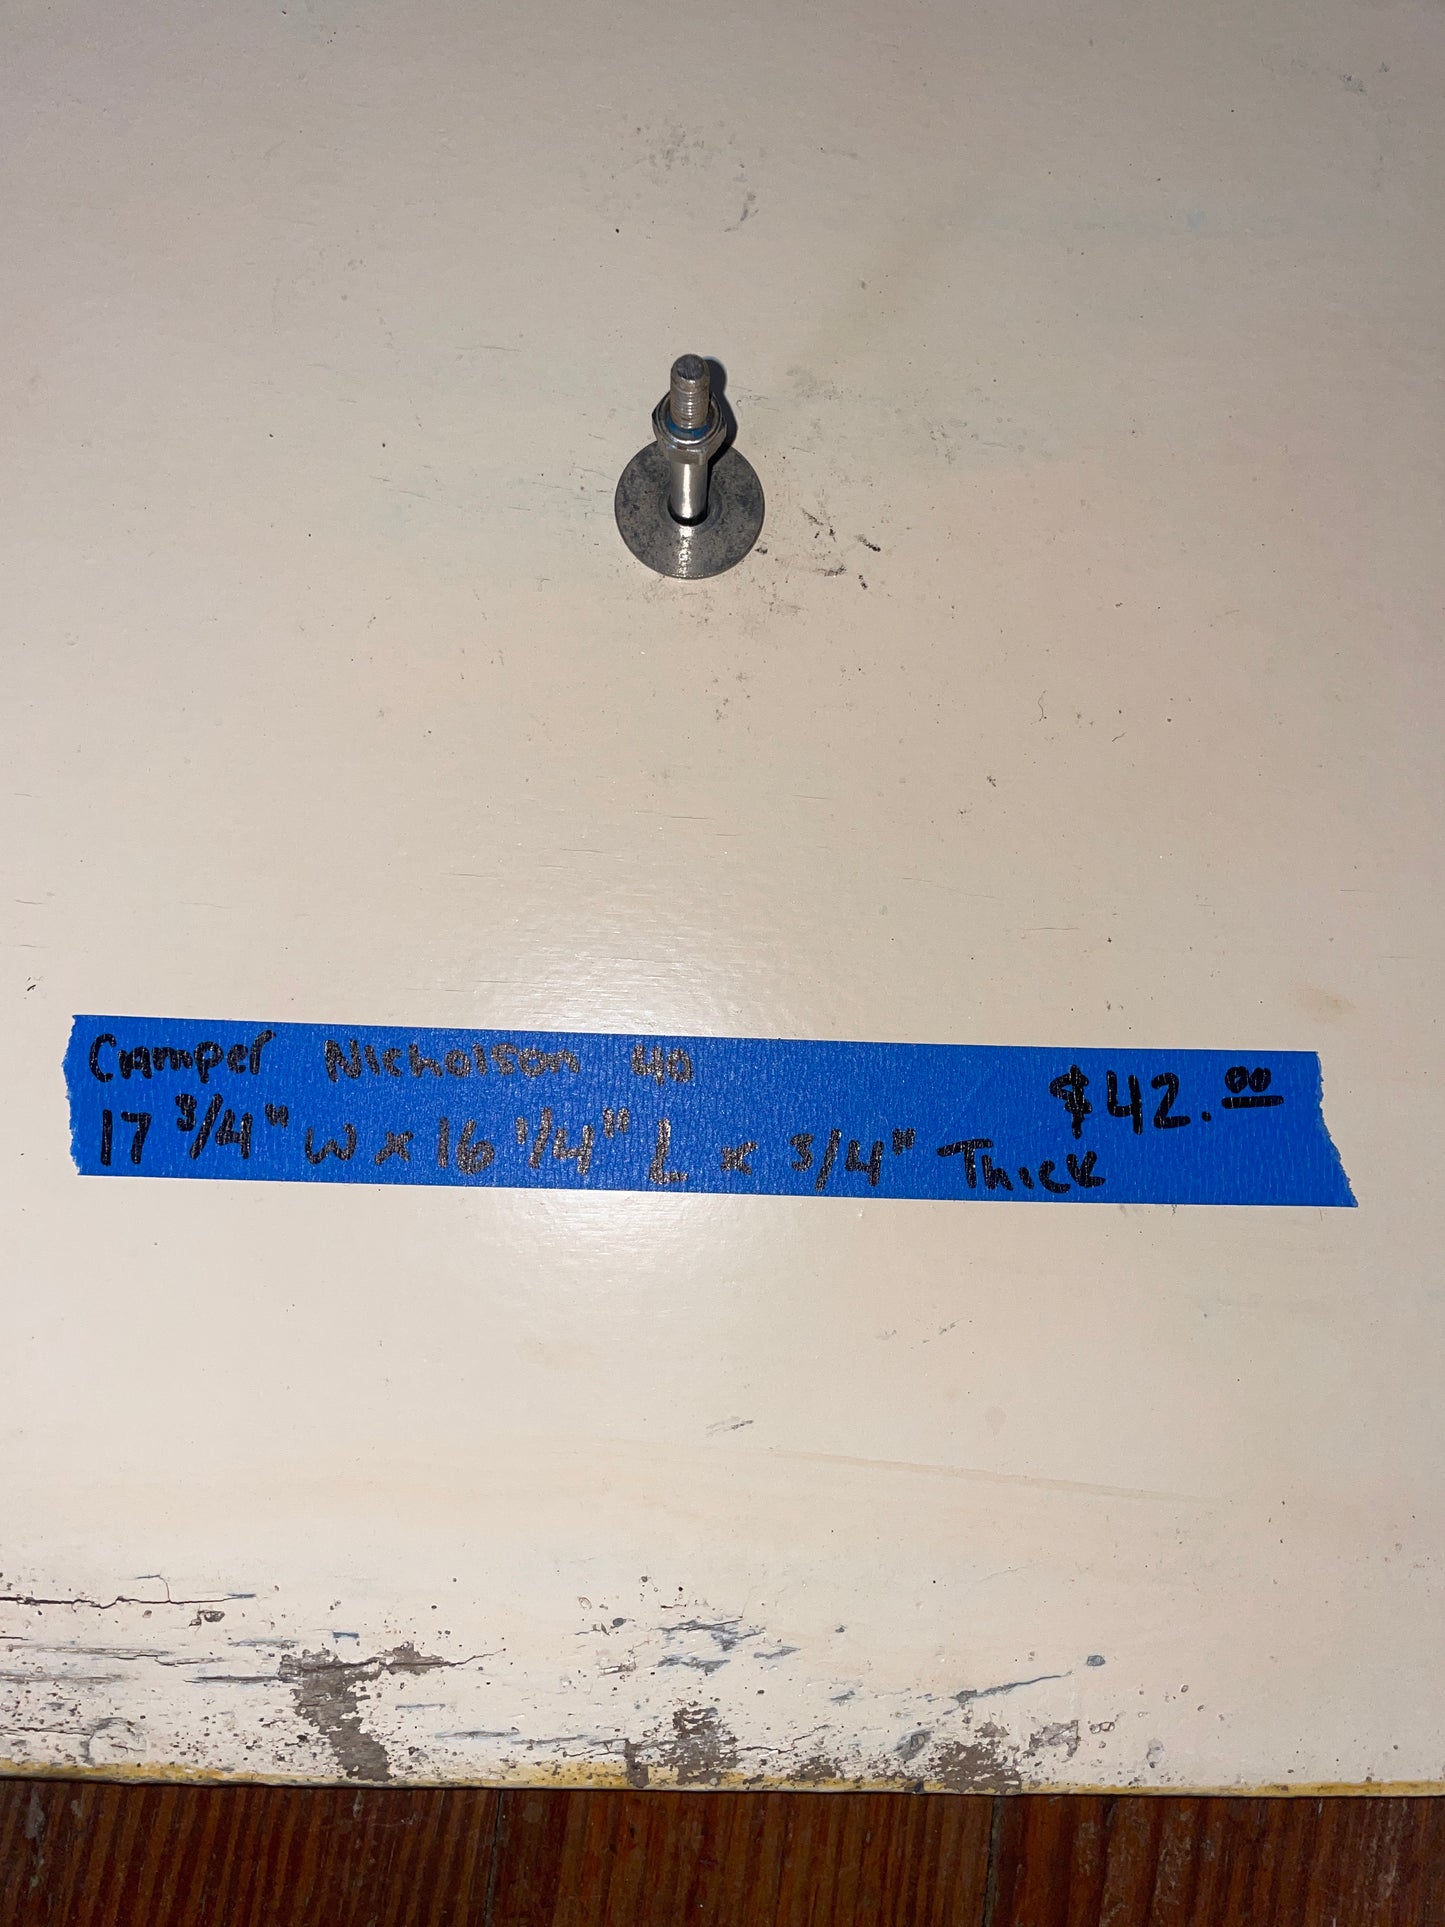 Camper Nicholson 40
$42.00
17 3/4" W x 16 1/4" L x 3/4" Thick